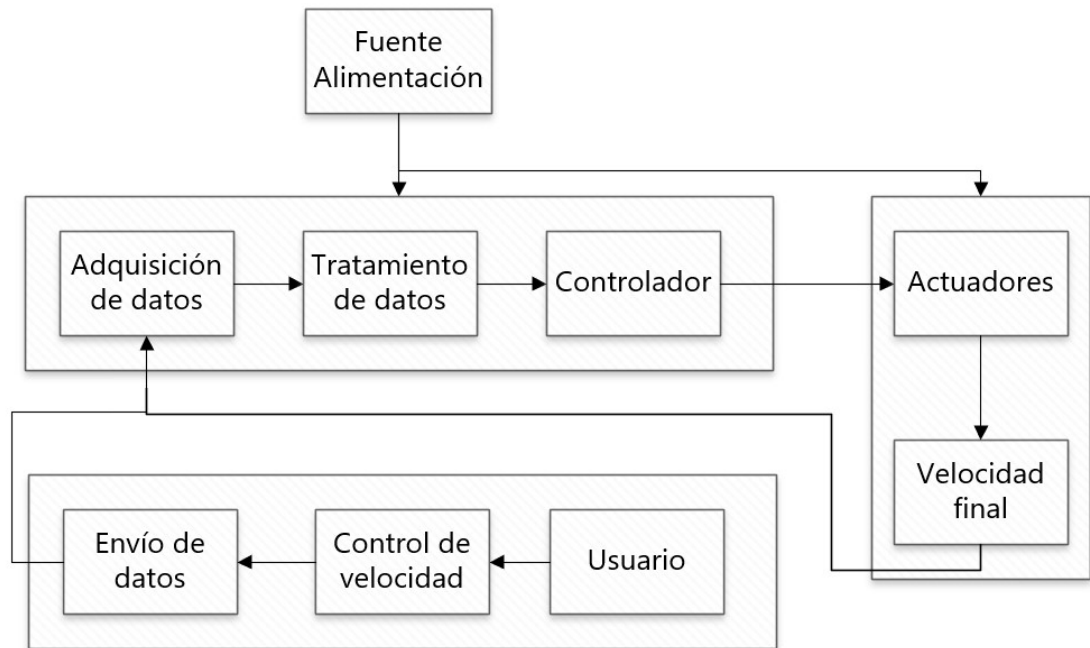 Fuente
Alimentación
Adquisición
de datos
Tratamiento
de datos
Controlador
Actuadores
Velocidad
final
Envío de
datos
Control de
velocidad
Usuario